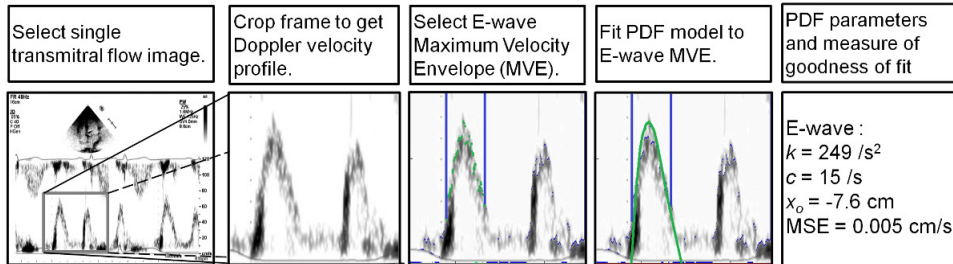 Select single
transmitral flow image.
Crop frame to get
Doppler velocity
profile.
Select E-wave
Maximum Velocity
Envelope (MVE).
Fit PDF model to
E-wave MVE.
PDF parameters
and measure of
goodness of fit
E-wave :
k = 249 /s²
c = 15 /s
xₒ = -7.6 cm
MSE = 0.005 cm/s